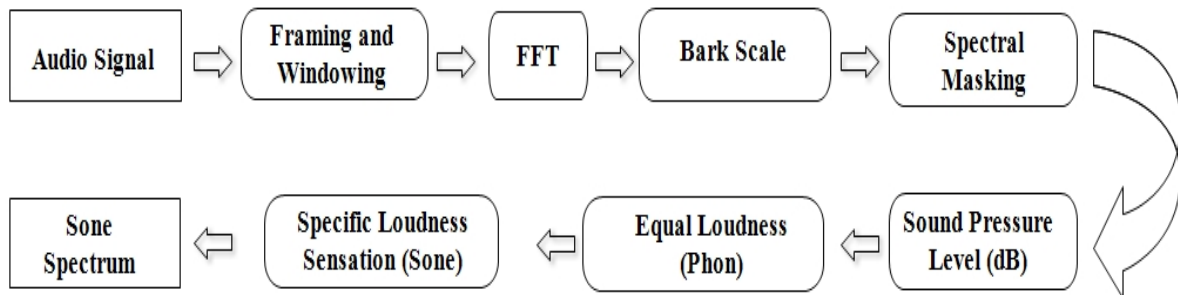 Audio Signal
Framing and
Windowing
FFT
Bark Scale
Spectral
Masking
Sound Pressure
Level (dB)
Equal Loudness
(Phon)
Specific Loudness
Sensation (Sone)
Sone
Spectrum